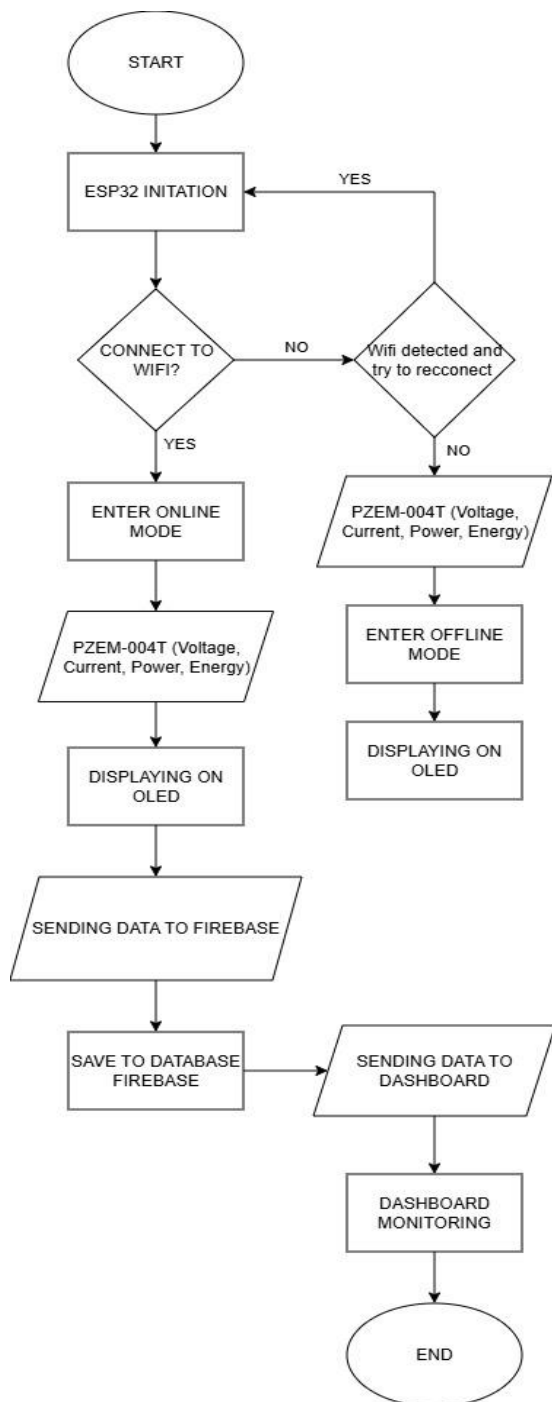 START
ESP32 INITATION
YES
CONNECT TO
WIFI?
NO
Wifi detected and
try to recconect
YES
NO
ENTER ONLINE
MODE
PZEM-004T (Voltage,
Current, Power, Energy)
ENTER OFFLINE
MODE
PZEM-004T (Voltage,
Current, Power, Energy)
DISPLAYING ON
OLED
DISPLAYING ON
OLED
SENDING DATA TO FIREBASE
SAVE TO DATABASE
FIREBASE
SENDING DATA TO
DASHBOARD
DASHBOARD
MONITORING
END